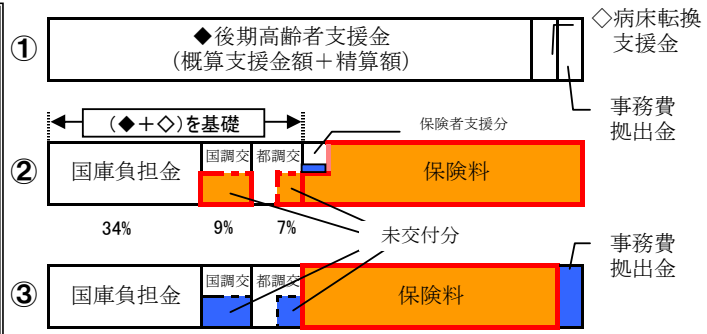 ①
◆後期高齢者支援金
(概算支援金額＋精算額)
◇病床転換
支援金
事務費
拠出金
(◆＋◇)を基礎
保険者支援分
②
国庫負担金
国調交
都調交
保険料
34%
9%
7%
未交付分
事務費
拠出金
③
国庫負担金
国調交
都調交
保険料